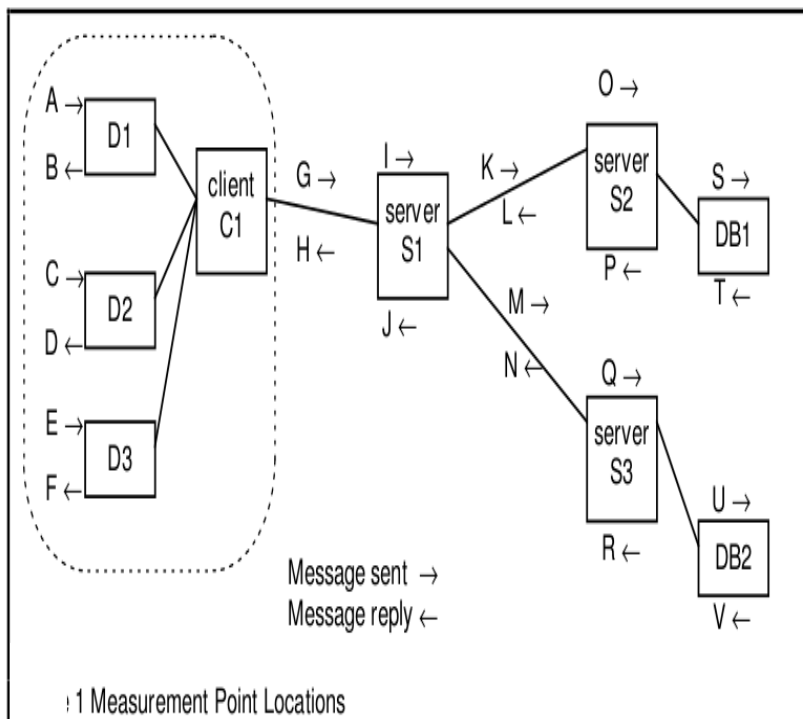 A →
D1
B ←
C →
D2
D ←
E →
D3
F ←
client
C1
G →
H ←
I →
server
S1
J ←
K →
L ←
M →
N ←
O →
server
S2
P ←
Q →
server
S3
R ←
S →
DB1
T ←
U →
DB2
V ←
Message sent →
Message reply ←
1 Measurement Point Locations